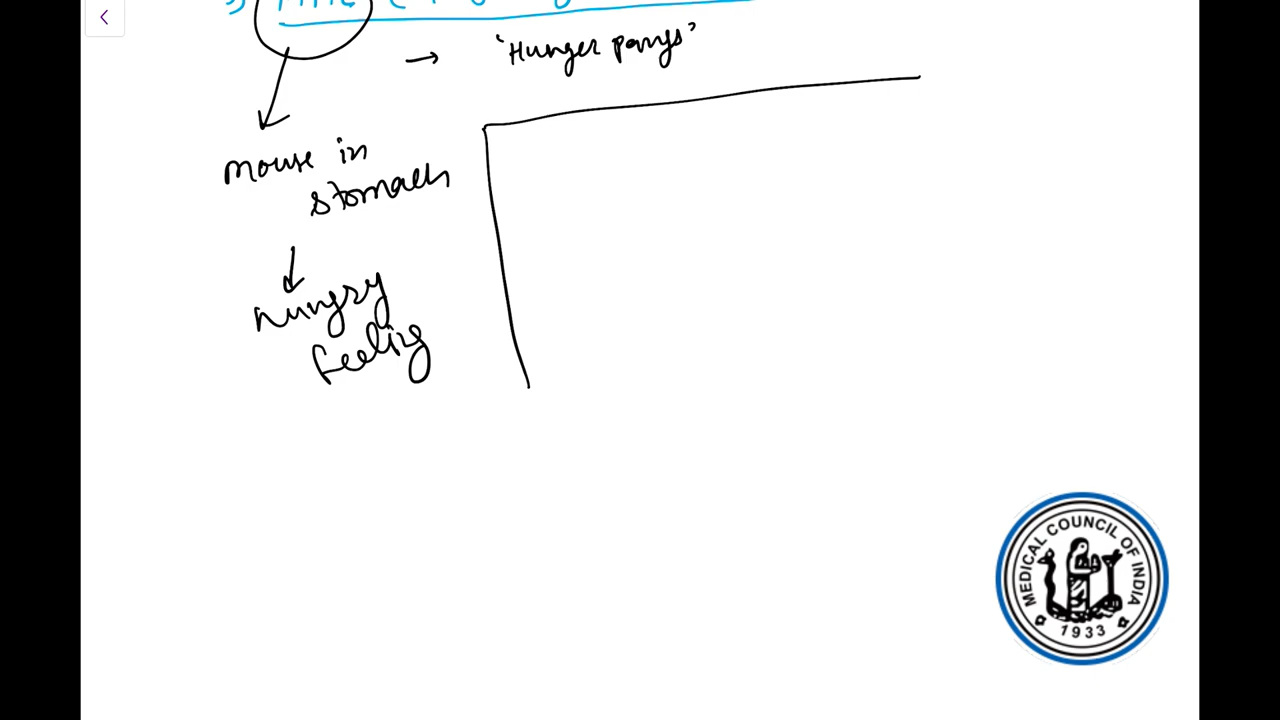 → 'Hunger pangs'
mouse in
stomach
hungry
feeling
MEDICAL COUNCIL OF INDIA
1933